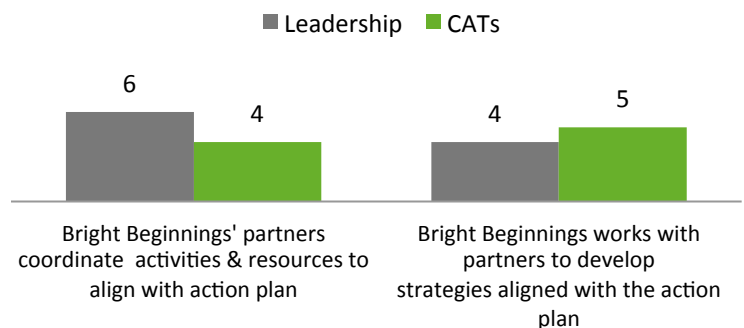 Leadership CATs
6 4 4 5
Bright Beginnings' partners
coordinate activities & resources to
align with action plan
Bright Beginnings works with
partners to develop
strategies aligned with the action
plan